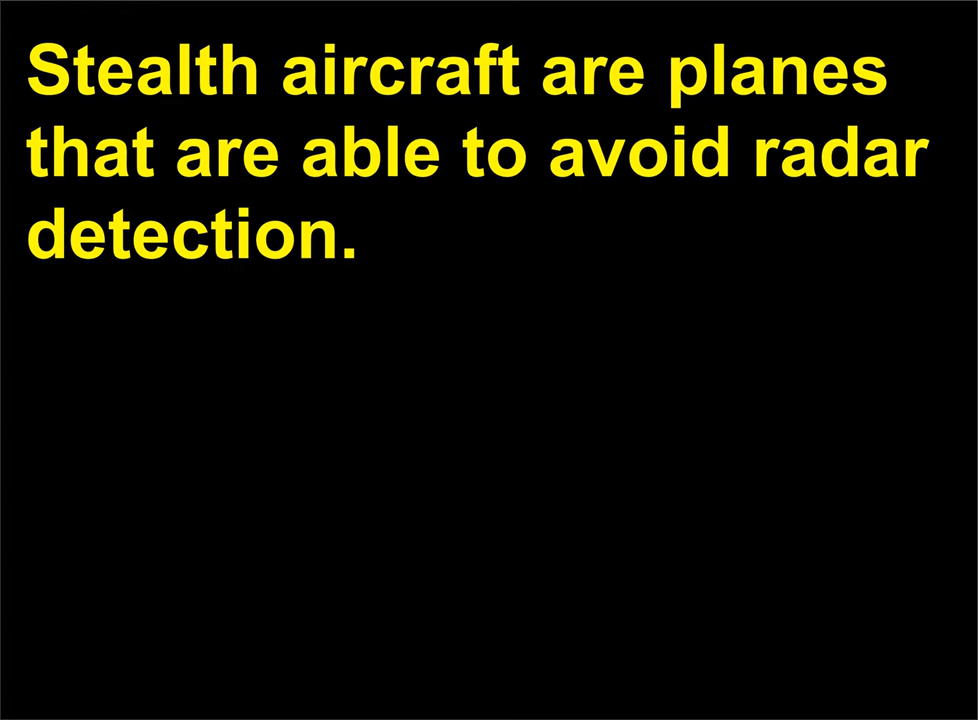 Stealth aircraft are planes
that are able to avoid radar
detection.